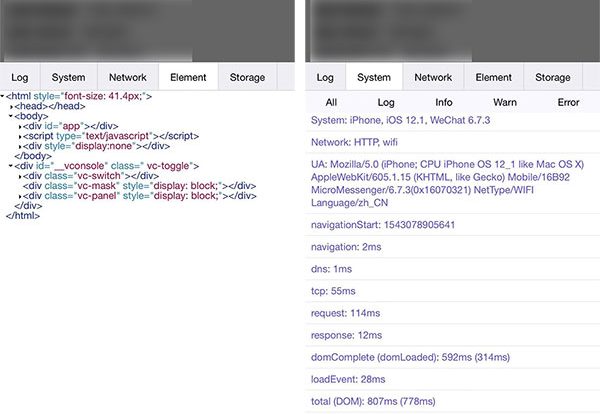 Log System Network Element Storage
<html style="font-size: 41.4px;">
<head></head>
<body>
<div id="app"></div>
<script type="text/javascript"></script>
<div style="display:none"></div>
</body>
<div id="__vconsole" class=" vc-toggle">
<div class="vc-switch"></div>
<div class="vc-mask" style="display: block;"></div>
<div class="vc-panel" style="display: block;"></div>
</div>
</html>
Log System Network Element Storage
All Log Info Warn Error
System: iPhone, iOS 12.1, WeChat 6.7.3
Network: HTTP, wifi
UA: Mozilla/5.0 (iPhone; CPU iPhone OS 12_1 like Mac OS X)
AppleWebKit/605.1.15 (KHTML, like Gecko) Mobile/16B92
MicroMessenger/6.7.3(0x16070321) NetType/WIFI
Language/zh_CN
navigationStart: 1543078905641
navigation: 2ms
dns: 1ms
tcp: 55ms
request: 114ms
response: 12ms
domComplete (domLoaded): 592ms (314ms)
loadEvent: 28ms
total (DOM): 807ms (778ms)